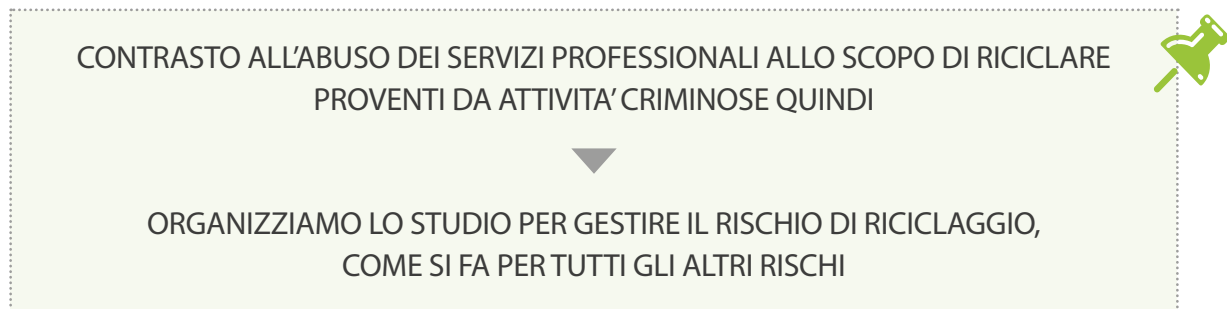 CONTRASTO ALL'ABUSO DEI SERVIZI PROFESSIONALI ALLO SCOPO DI RICICLARE
PROVENTI DA ATTIVITA' CRIMINOSE QUINDI
ORGANIZZIAMO LO STUDIO PER GESTIRE IL RISCHIO DI RICICLAGGIO,
COME SI FA PER TUTTI GLI ALTRI RISCHI